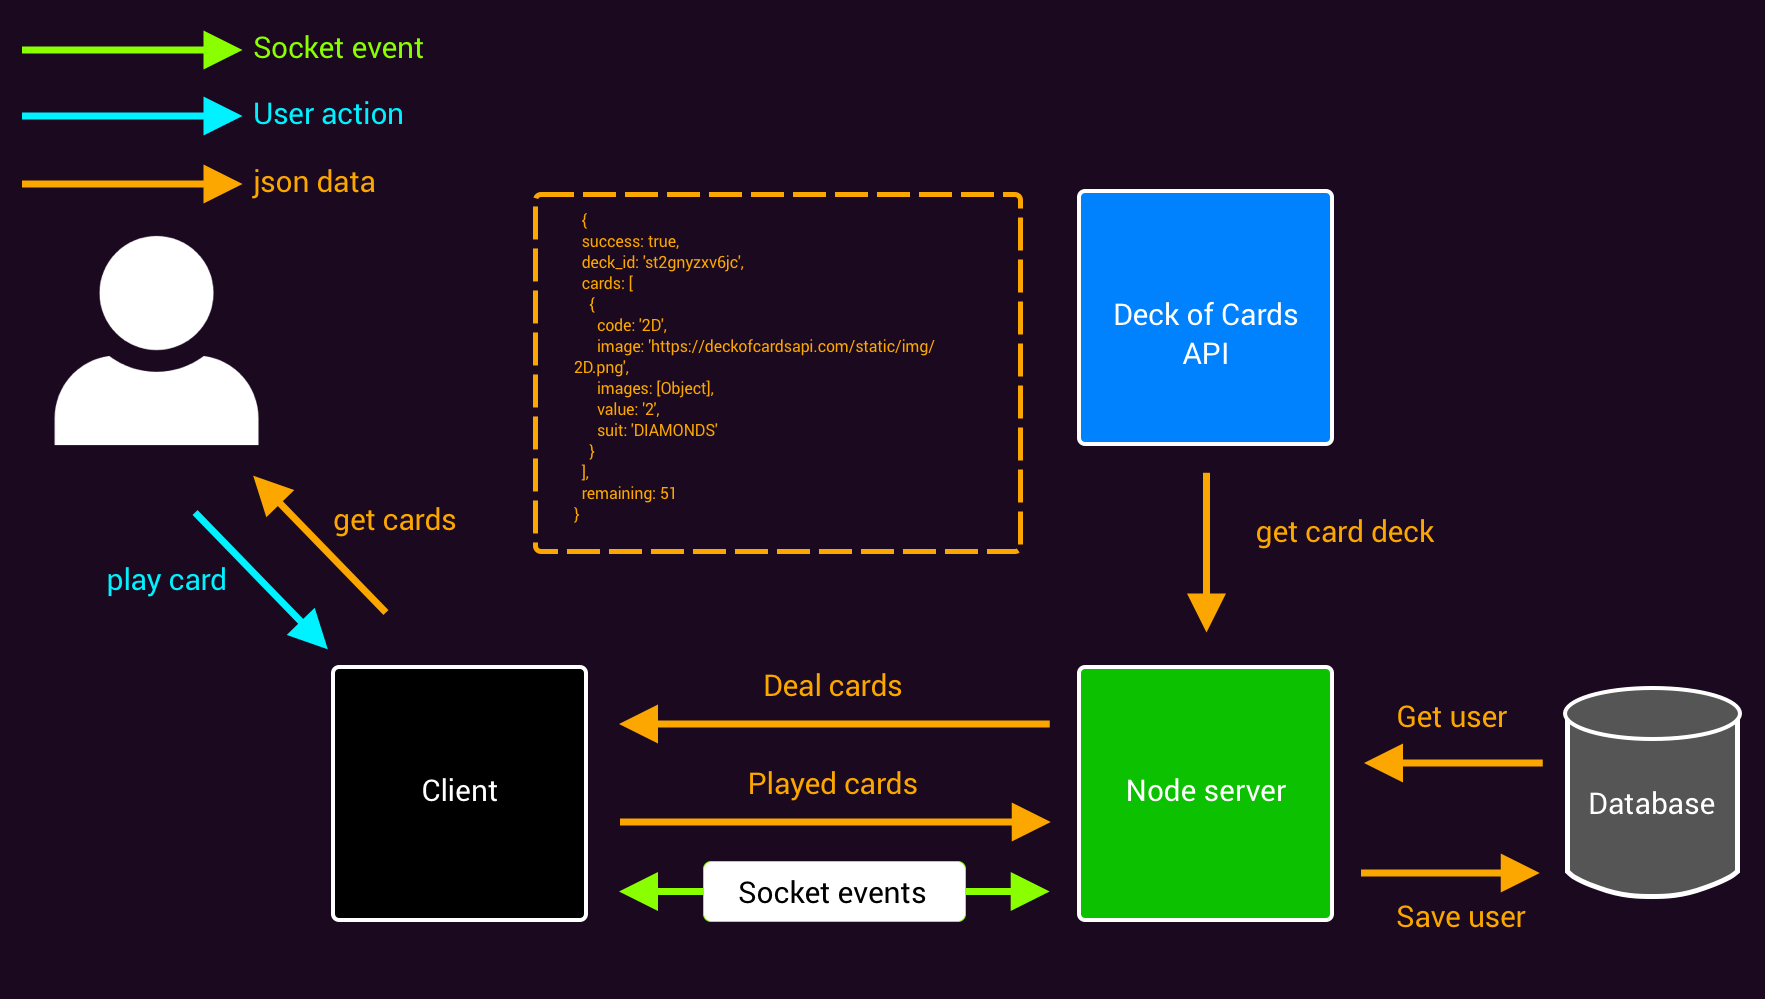 Socket event
User action
json data
{
success: true,
deck_id: 'st2gnyzxv6jc',
cards: [
{
code: '2D',
image: 'https://deckofcardsapi.com/static/img/
2D.png',
images: [Object],
value: '2',
suit: 'DIAMONDS'
}
],
remaining: 51
}
Deck of Cards
API
get cards
play card
get card deck
Deal cards
Played cards
Socket events
Client
Node server
Get user
Database
Save user